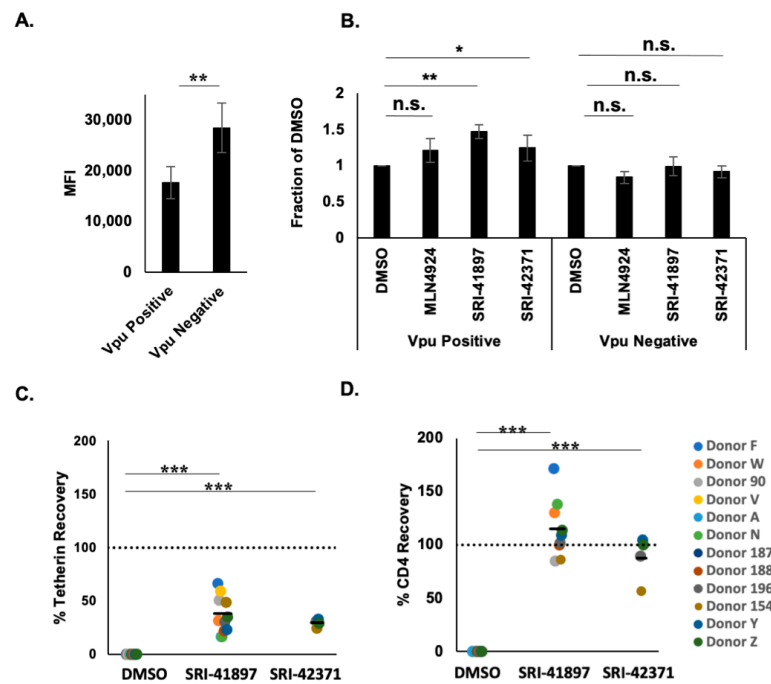 A.
**
MFI
30,000
20,000
10,000
0
Vpu Positive
Vpu Negative
B.
*
n.s.
**
n.s.
n.s.
n.s.
Fraction of DMSO
2
1.5
1
0.5
0
DMSO
MLN4924
SRI-41897
SRI-42371
DMSO
MLN4924
SRI-41897
SRI-42371
Vpu Positive
Vpu Negative
C.
% Tetherin Recovery
200
150
100
50
0
***
***
DMSO
SRI-41897
SRI-42371
D.
% CD4 Recovery
200
150
100
50
0
***
***
DMSO
SRI-41897
SRI-42371
Donor F
Donor W
Donor 90
Donor V
Donor A
Donor N
Donor 187
Donor 188
Donor 196
Donor 154
Donor Y
Donor Z